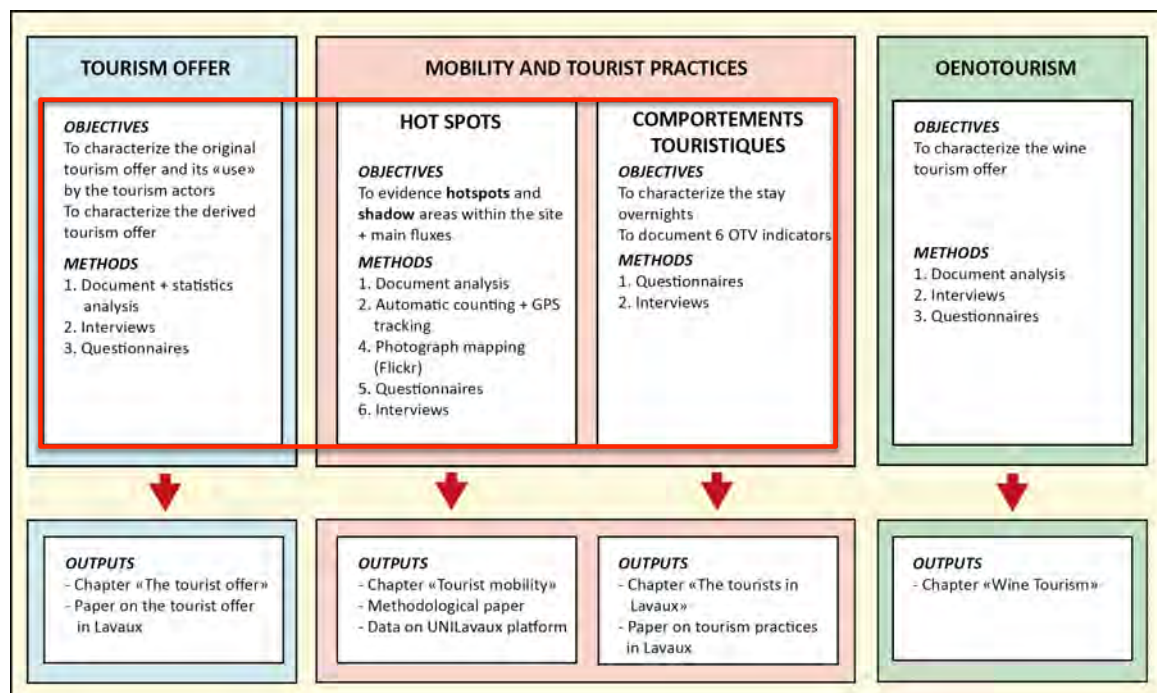 TOURISM OFFER
OBJECTIVES
To characterize the original
tourism offer and its «use»
by the tourism actors
To characterize the derived
tourism offer
METHODS
1. Document + statistics
analysis
2. Interviews
3. Questionnaires
MOBILITY AND TOURIST PRACTICES
HOT SPOTS
OBJECTIVES
To evidence hotspots and
shadow areas within the site
+ main fluxes
METHODS
1. Document analysis
2. Automatic counting + GPS
tracking
4. Photograph mapping
(Flickr)
5. Questionnaires
6. Interviews
COMPORTEMENTS
TOURISTIQUES
OBJECTIVES
To characterize the stay
overnights
To document 6 OTV indicators
METHODS
1. Questionnaires
2. Interviews
OENOTOURISM
OBJECTIVES
To characterize the wine
tourism offer
METHODS
1. Document analysis
2. Interviews
3. Questionnaires
OUTPUTS
- Chapter «The tourist offer»
- Paper on the tourist offer
in Lavaux
OUTPUTS
- Chapter «Tourist mobility»
- Methodological paper
- Data on UNILavaux platform
OUTPUTS
- Chapter «The tourists in
Lavaux»
- Paper on tourism practices
in Lavaux
OUTPUTS
- Chapter «Wine Tourism»